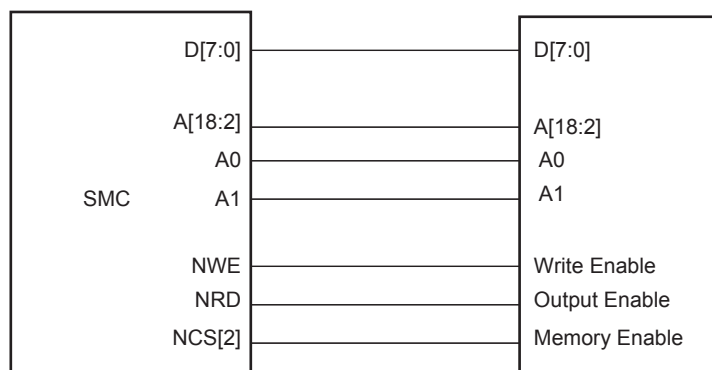 D[7:0] D[7:0]
A[18:2] A[18:2]
A0 A0
SMC A1 A1
NWE Write Enable
NRD Output Enable
NCS[2] Memory Enable